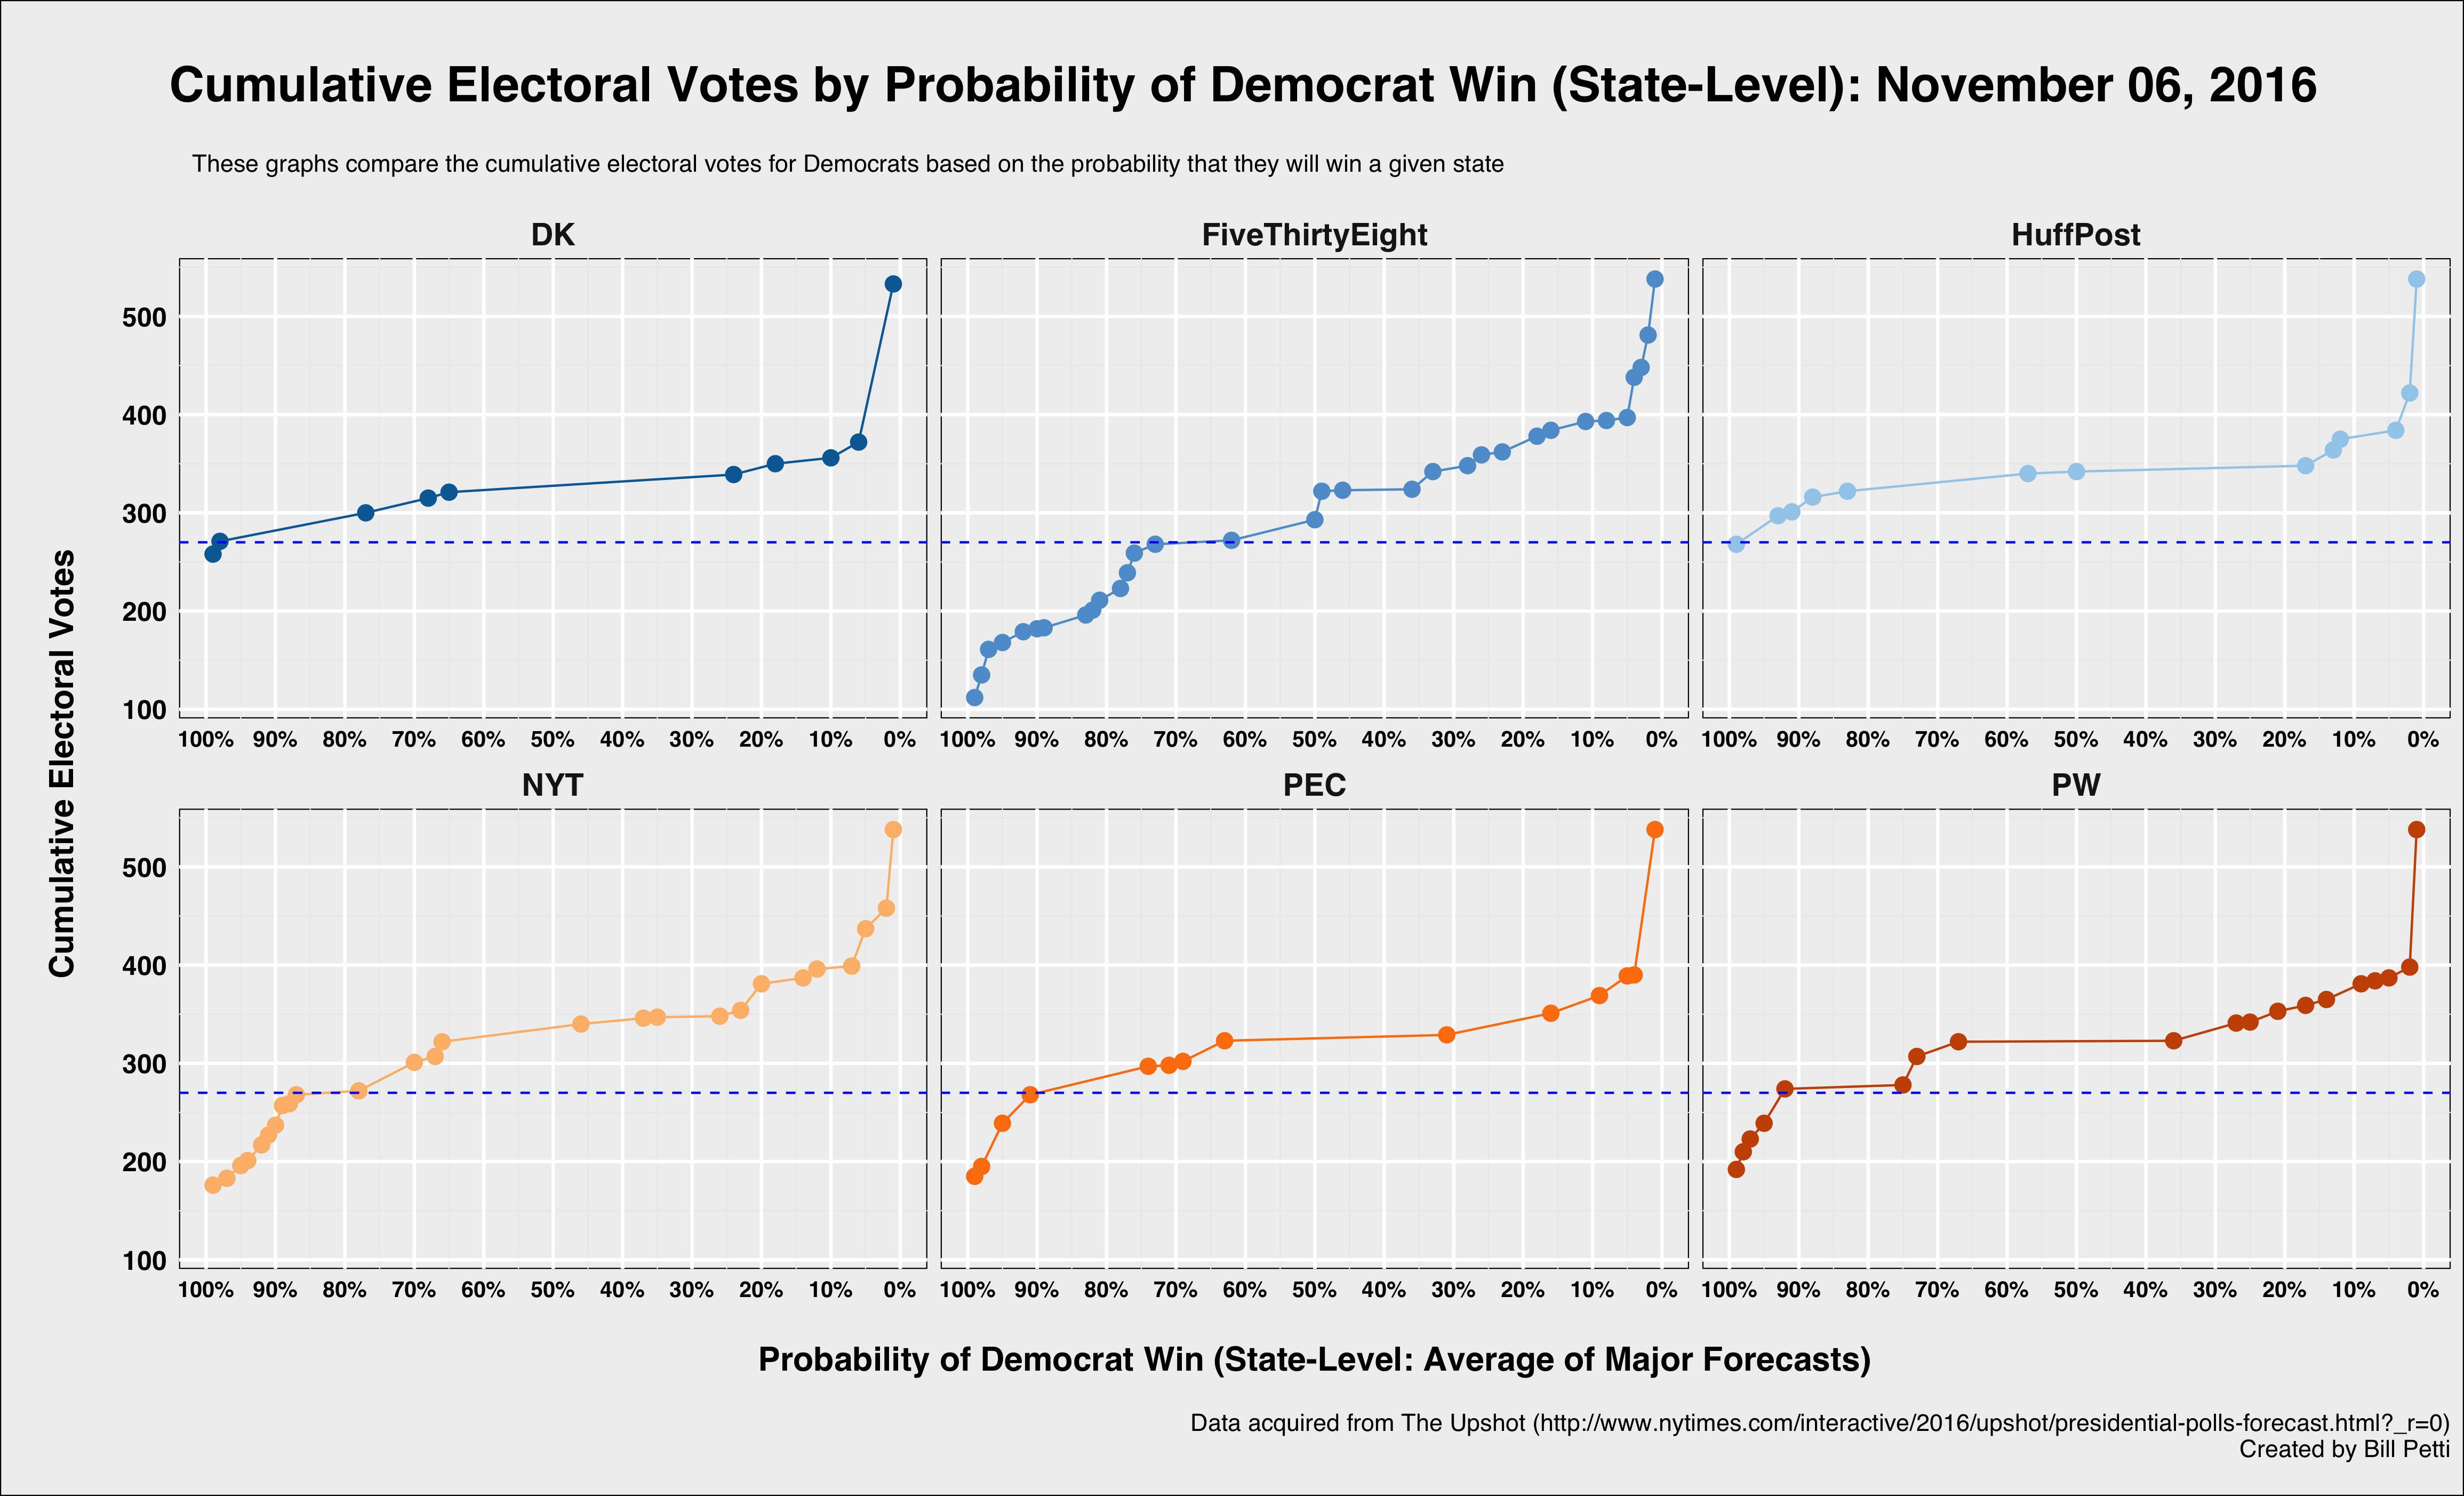 Cumulative Electoral Votes by Probability of Democrat Win (State-Level): November 06, 2016
These graphs compare the cumulative electoral votes for Democrats based on the probability that they will win a given state
DK
FiveThirtyEight
HuffPost
500
400
300
200
100
100% 90% 80% 70% 60% 50% 40% 30% 20% 10% 0%
100% 90% 80% 70% 60% 50% 40% 30% 20% 10% 0%
100% 90% 80% 70% 60% 50% 40% 30% 20% 10% 0%
Cumulative Electoral Votes
NYT
PEC
PW
500
400
300
200
100
100% 90% 80% 70% 60% 50% 40% 30% 20% 10% 0%
100% 90% 80% 70% 60% 50% 40% 30% 20% 10% 0%
100% 90% 80% 70% 60% 50% 40% 30% 20% 10% 0%
Probability of Democrat Win (State-Level: Average of Major Forecasts)
Data acquired from The Upshot (http://www.nytimes.com/interactive/2016/upshot/presidential-polls-forecast.html?_r=0)
Created by Bill Petti